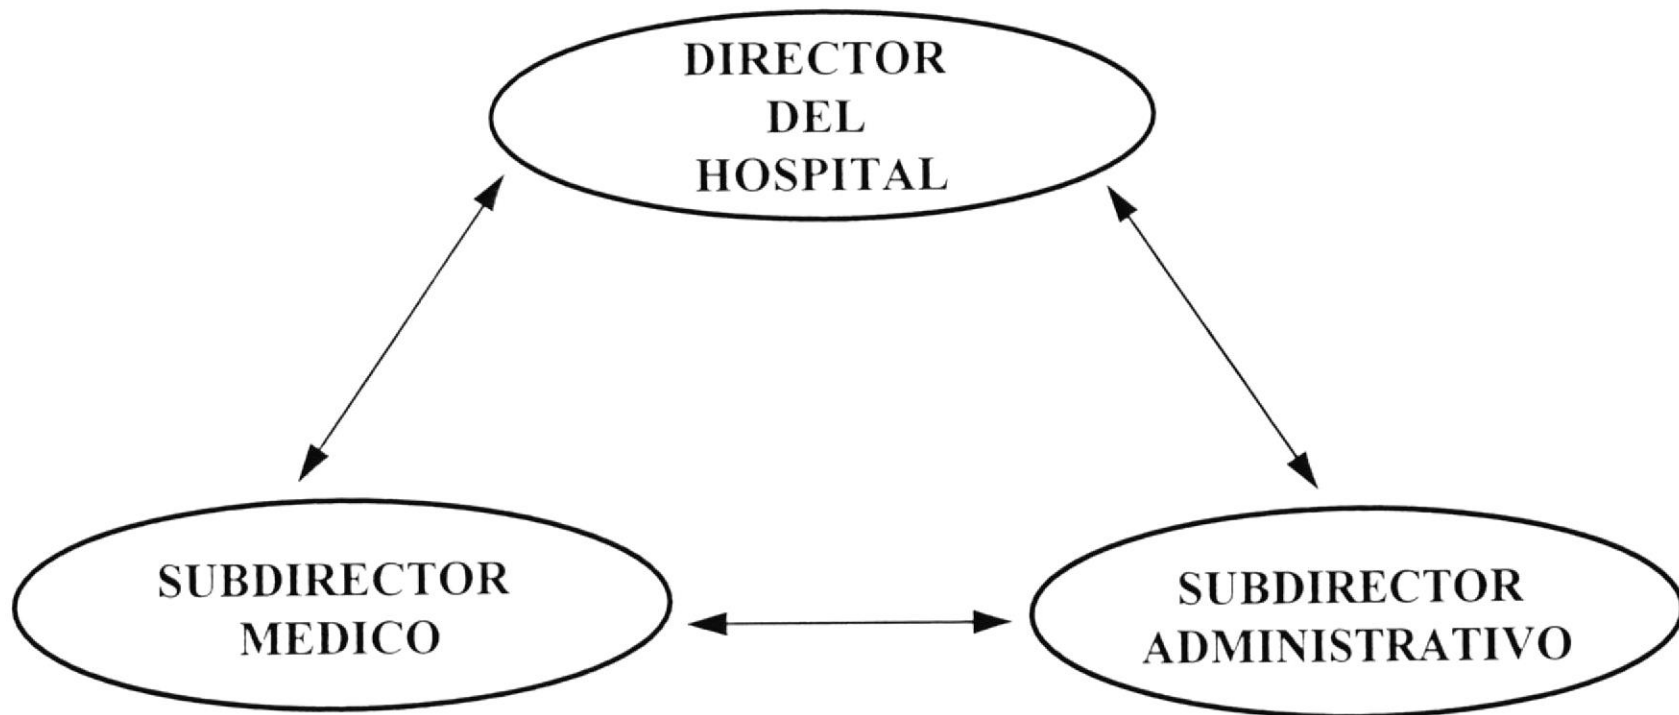 DIRECTOR
DEL
HOSPITAL
SUBDIRECTOR
MEDICO
SUBDIRECTOR
ADMINISTRATIVO